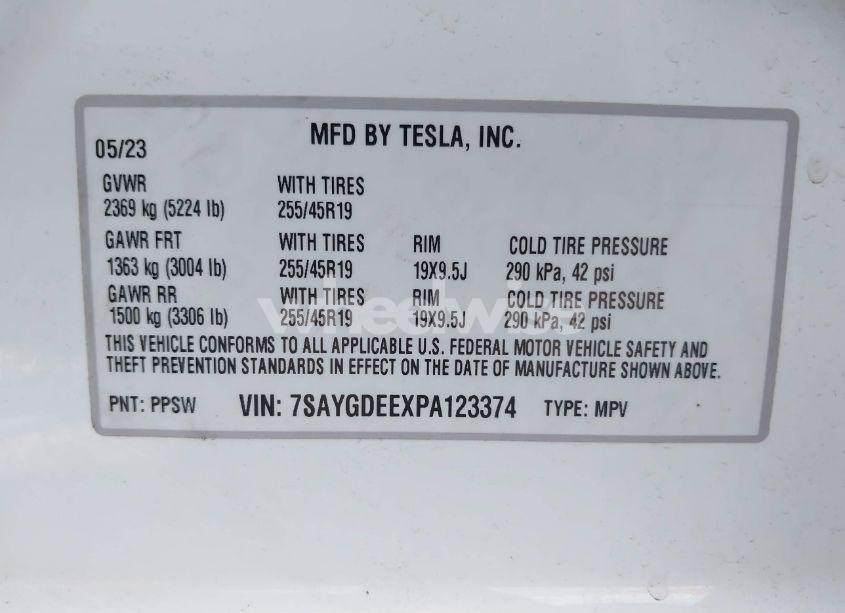 05/23 MFD BY TESLA, INC.
GVWR WITH TIRES
2369 kg (5224 lb) 255/45R19
GAWR FRT WITH TIRES RIM COLD TIRE PRESSURE
1363 kg (3004 lb) 255/45R19 19X9.5J 290 kPa, 42 psi
GAWR RR WITH TIRES RIM COLD TIRE PRESSURE
1500 kg (3306 lb) 255/45R19 19X9.5J 290 kPa, 42 psi
wheelwise
THIS VEHICLE CONFORMS TO ALL APPLICABLE U.S. FEDERAL MOTOR VEHICLE SAFETY AND
THEFT PREVENTION STANDARDS IN EFFECT ON THE DATE OF MANUFACTURE SHOWN ABOVE.
PNT: PPSW VIN: 7SAYGDEEXPA123374 TYPE: MPV